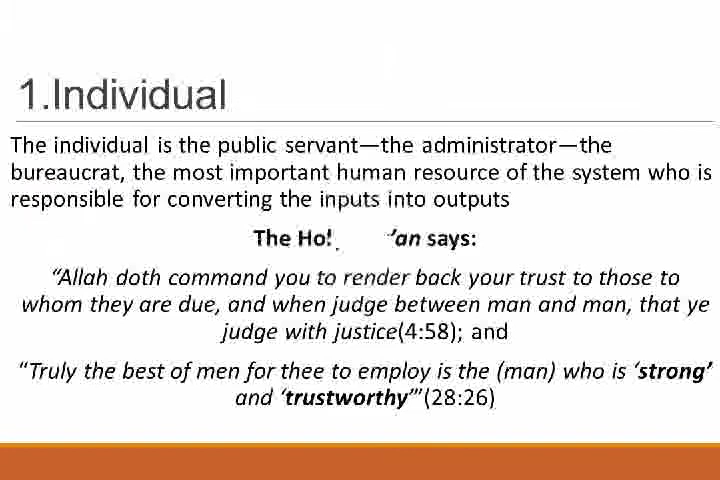 1.Individual
The individual is the public servant—the administrator—the
bureaucrat, the most important human resource of the system who is
responsible for converting the inputs into outputs
The ’an says:
“Allah doth command you to render back your trust to those to
whom they are due, and when judge between man and man, that ye
judge with justice(4:58); and
“Truly the best of men for thee to employ is the (man) who is ‘strong’
and ‘trustworthy’”(28:26)